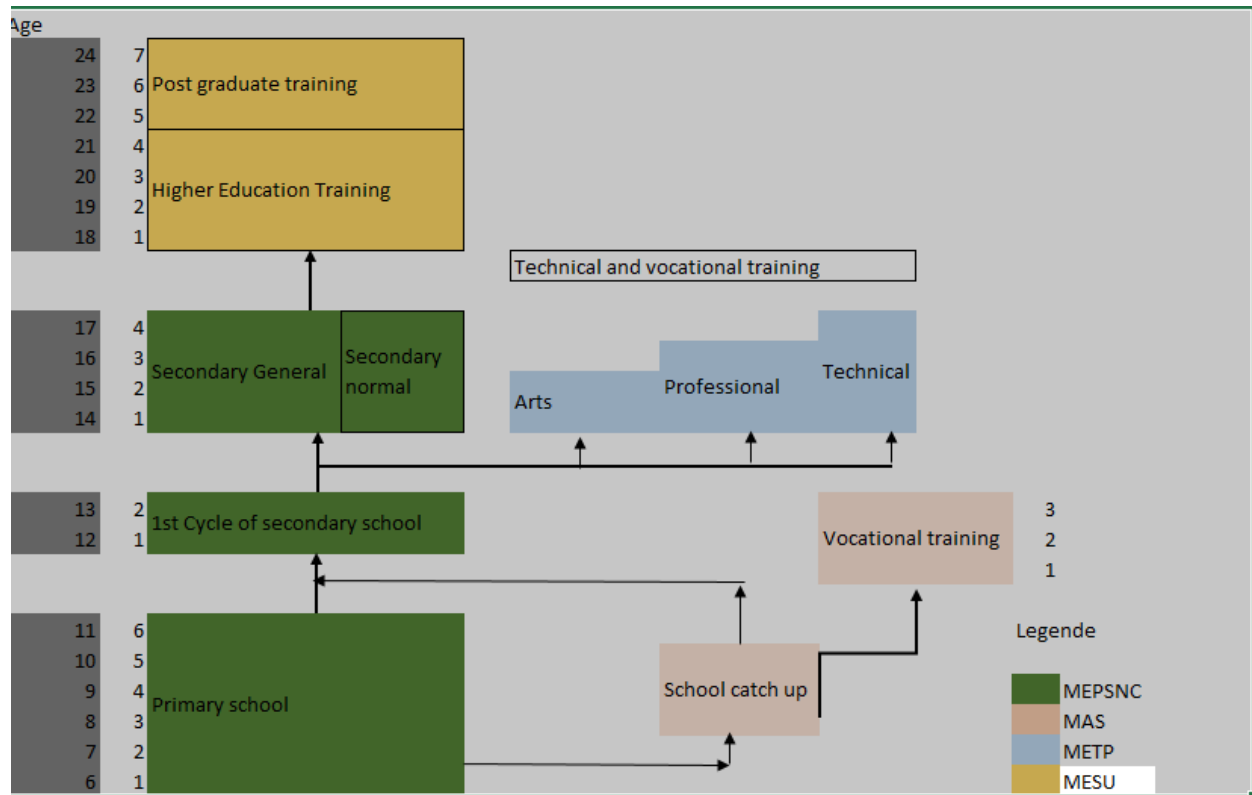 Age
24 7
23 6 Post graduate training
22 5
21 4
20 3
Higher Education Training
19 2
18 1
Technical and vocational training
17 4
16 3
Secondary General
Secondary
normal
15 2
14 1
Arts
Professional
Technical
13 2
1st Cycle of secondary school
12 1
Vocational training
3
2
1
11 6
10 5
9 4
Primary school
8 3
7 2
6 1
School catch up
Legende
MEPSNC
MAS
METP
MESU